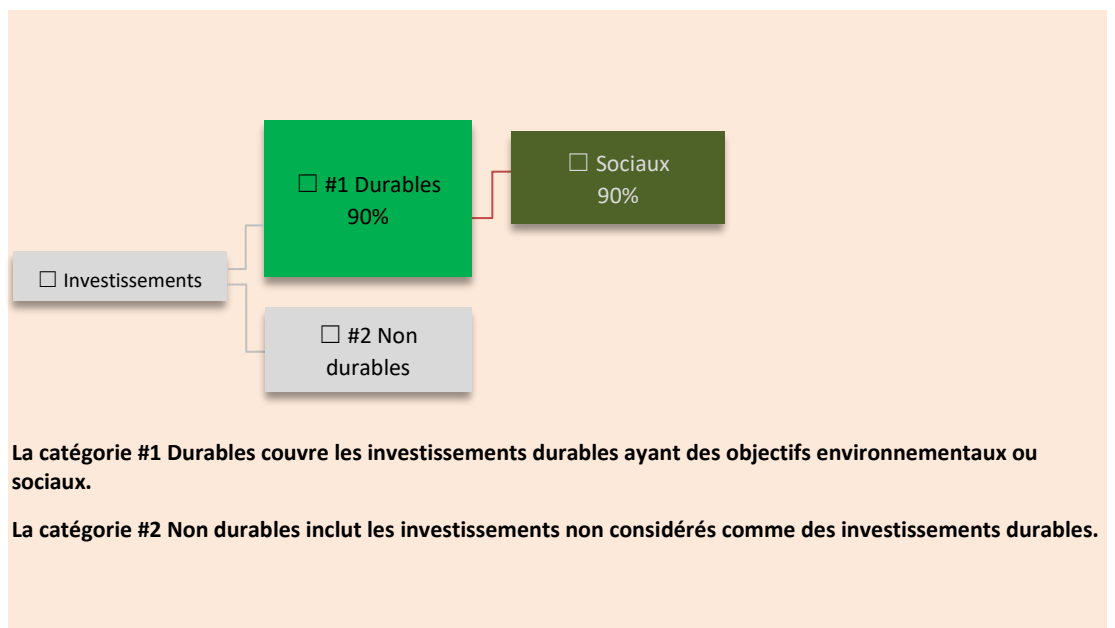 ☐ #1 Durables
90%
☐ Sociaux
90%
☐ Investissements
☐ #2 Non
durables
La catégorie #1 Durables couvre les investissements durables ayant des objectifs environnementaux ou
sociaux.
La catégorie #2 Non durables inclut les investissements non considérés comme des investissements durables.